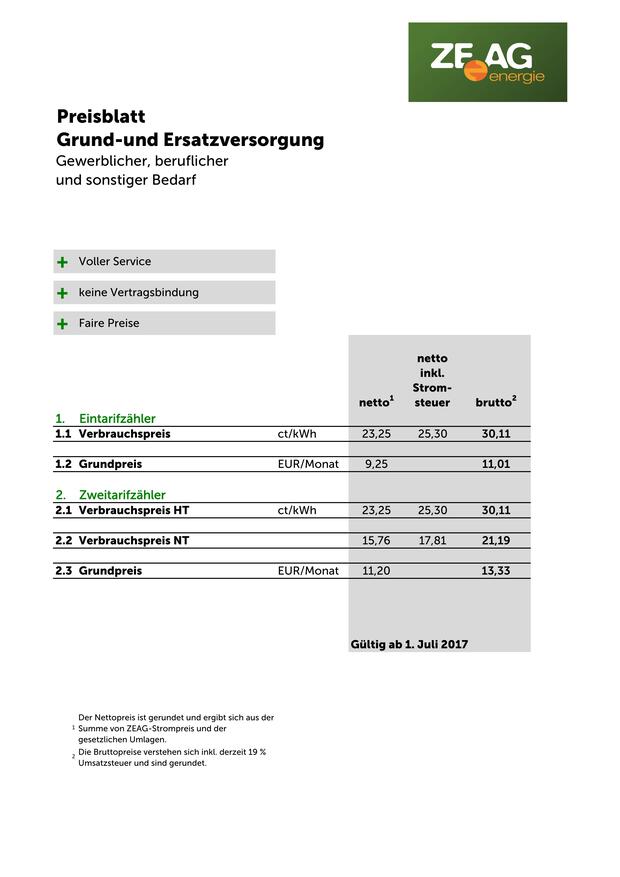 ZEAG
energie
Preisblatt
Grund-und Ersatzversorgung
Gewerblicher, beruflicher
und sonstiger Bedarf
+ Voller Service
+ keine Vertragsbindung
+ Faire Preise
netto
inkl.
Strom-
netto¹ steuer brutto²
1. Eintarifzähler
1.1 Verbrauchspreis ct/kWh 23,25 25,30 30,11
1.2 Grundpreis EUR/Monat 9,25 11,01
2. Zweitarifzähler
2.1 Verbrauchspreis HT ct/kWh 23,25 25,30 30,11
2.2 Verbrauchspreis NT 15,76 17,81 21,19
2.3 Grundpreis EUR/Monat 11,20 13,33
Gültig ab 1. Juli 2017
Der Nettopreis ist gerundet und ergibt sich aus der
1 Summe von ZEAG-Strompreis und der
gesetzlichen Umlagen.
2 Die Bruttopreise verstehen sich inkl. derzeit 19 %
Umsatzsteuer und sind gerundet.